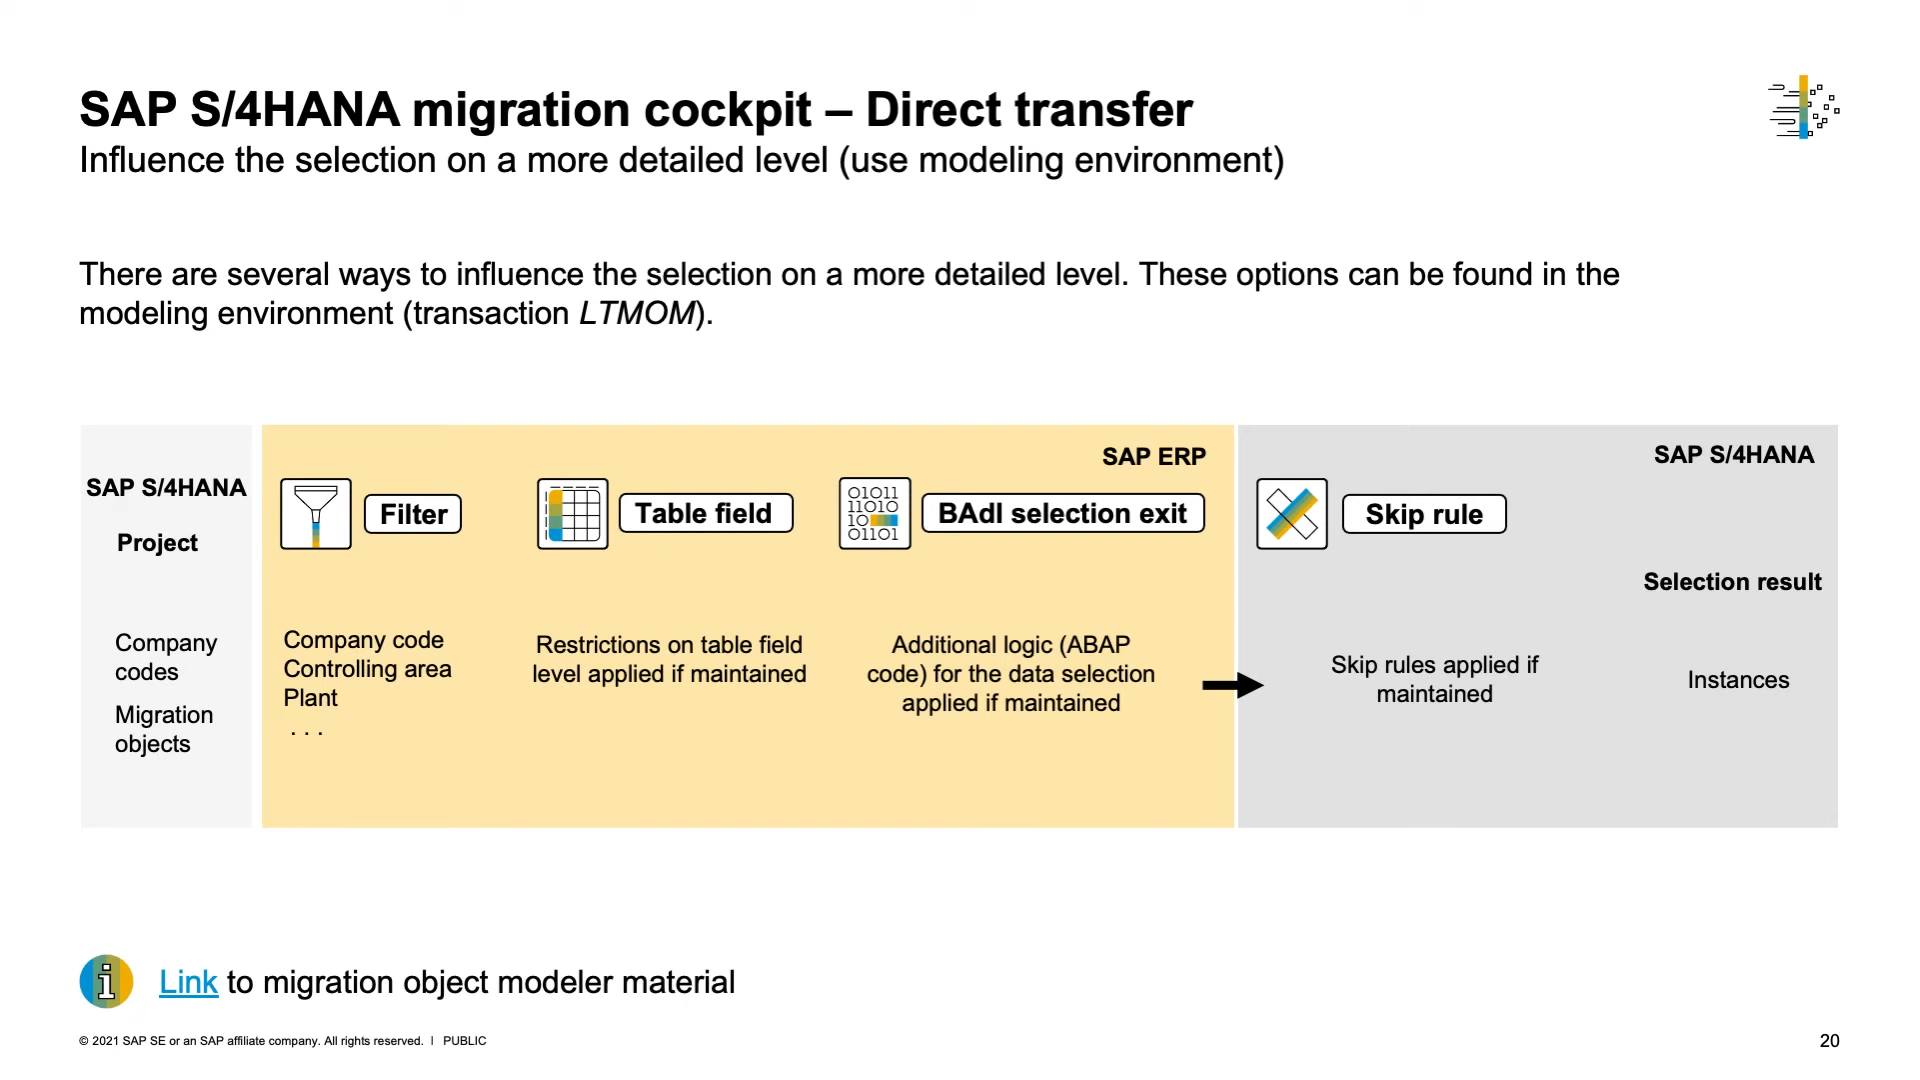 SAP S/4HANA migration cockpit – Direct transfer
Influence the selection on a more detailed level (use modeling environment)
There are several ways to influence the selection on a more detailed level. These options can be found in the
modeling environment (transaction LTMOM).
SAP S/4HANA
Project
Company
codes
Migration
objects
SAP ERP
Filter
Company code
Controlling area
Plant
. . .
Table field
Restrictions on table field
level applied if maintained
01011
11010
10
01101
BAdI selection exit
Additional logic (ABAP
code) for the data selection
applied if maintained
SAP S/4HANA
Skip rule
Skip rules applied if
maintained
Selection result
Instances
i
Link to migration object modeler material
© 2021 SAP SE or an SAP affiliate company. All rights reserved. | PUBLIC
20